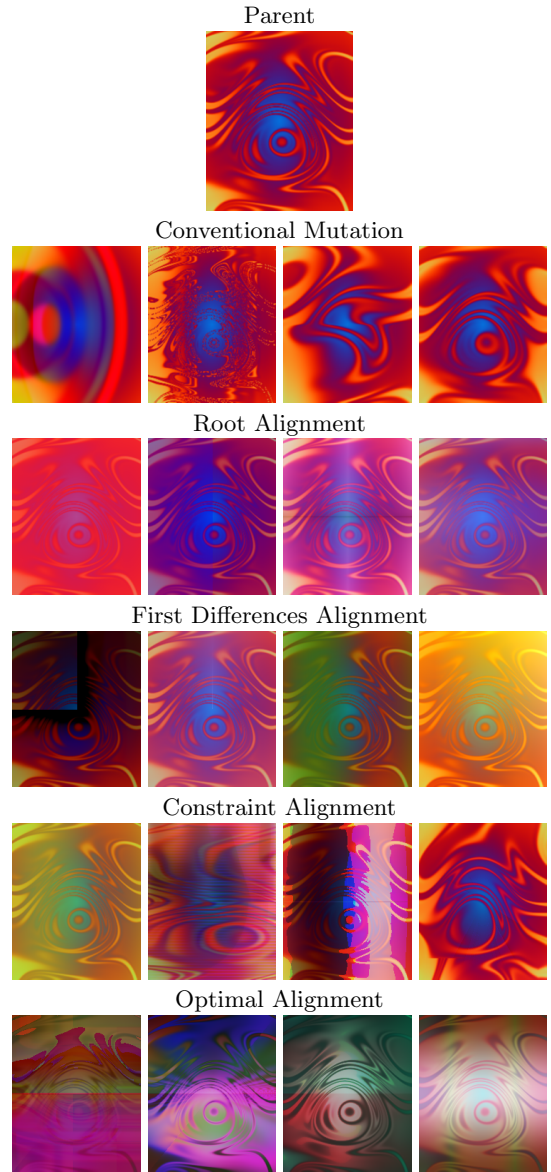 Parent
Conventional Mutation
Root Alignment
First Differences Alignment
Constraint Alignment
Optimal Alignment